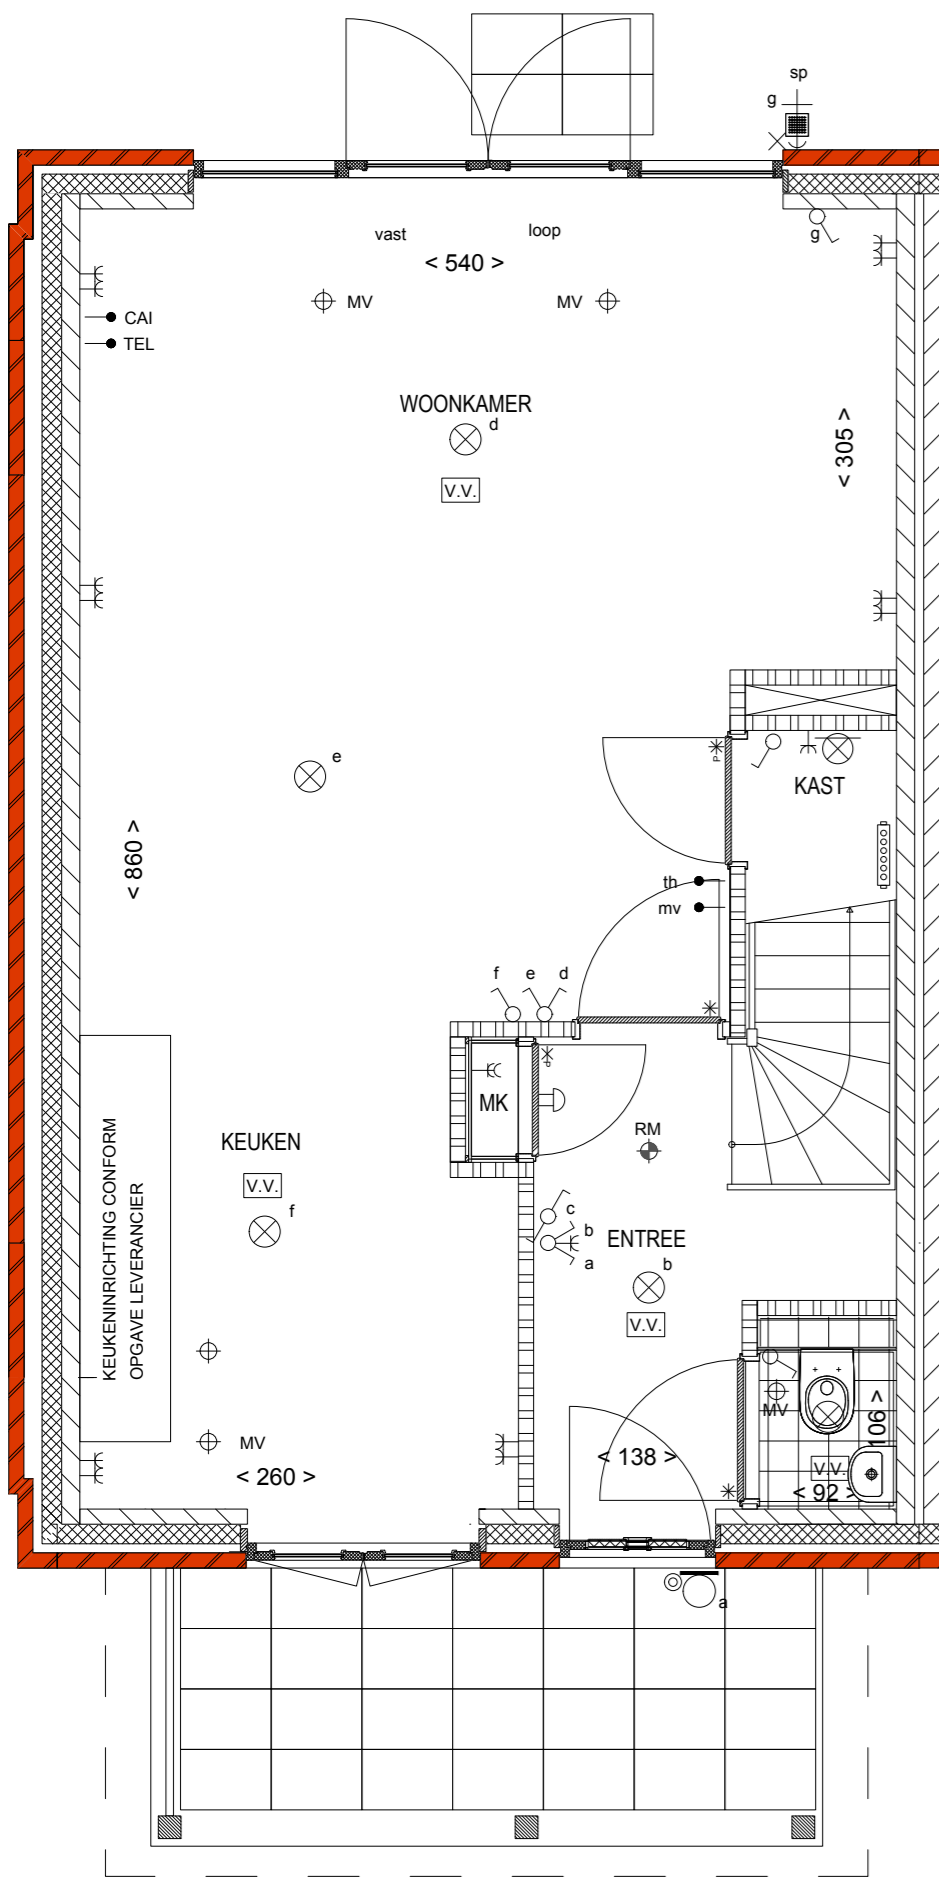 sp
g
vast
loop
g
< 540 >
MV
MV
CAI
TEL
WOONKAMER
d
< 305 >
V.V.
e
P
KAST
< 860 >
th
mv
f
e
d
MK
RM
KEUKEN
V.V.
f
KEUKENINRICHTING CONFORM
OPGAVE LEVERANCIER
c
b
a
ENTREE
b
V.V.
MV
< 106 >
MV
< 138 >
V.V.
< 260 >
< 92 >
a